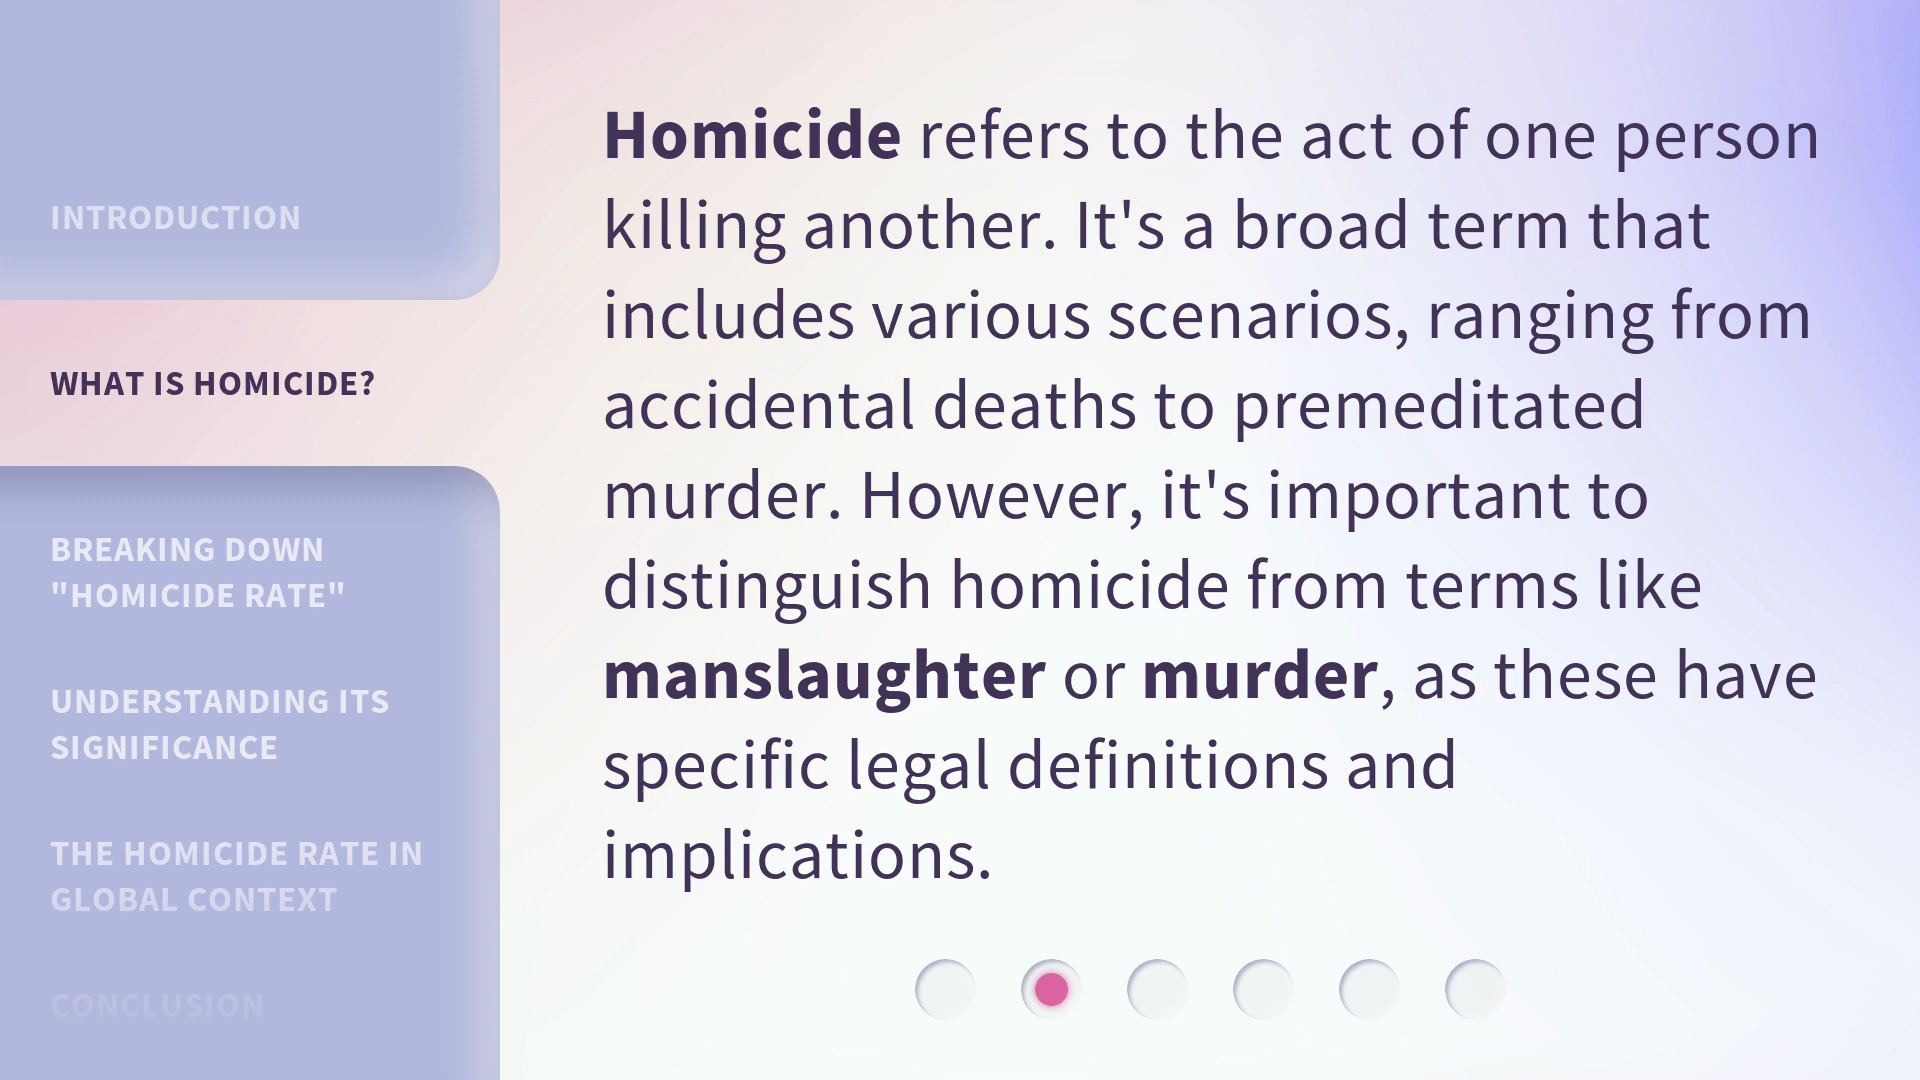 INTRODUCTION
WHAT IS HOMICIDE?
BREAKING DOWN
"HOMICIDE RATE"
UNDERSTANDING ITS
SIGNIFICANCE
THE HOMICIDE RATE IN
GLOBAL CONTEXT
CONCLUSION
Homicide refers to the act of one person
killing another. It's a broad term that
includes various scenarios, ranging from
accidental deaths to premeditated
murder. However, it's important to
distinguish homicide from terms like
manslaughter or murder, as these have
specific legal definitions and
implications.